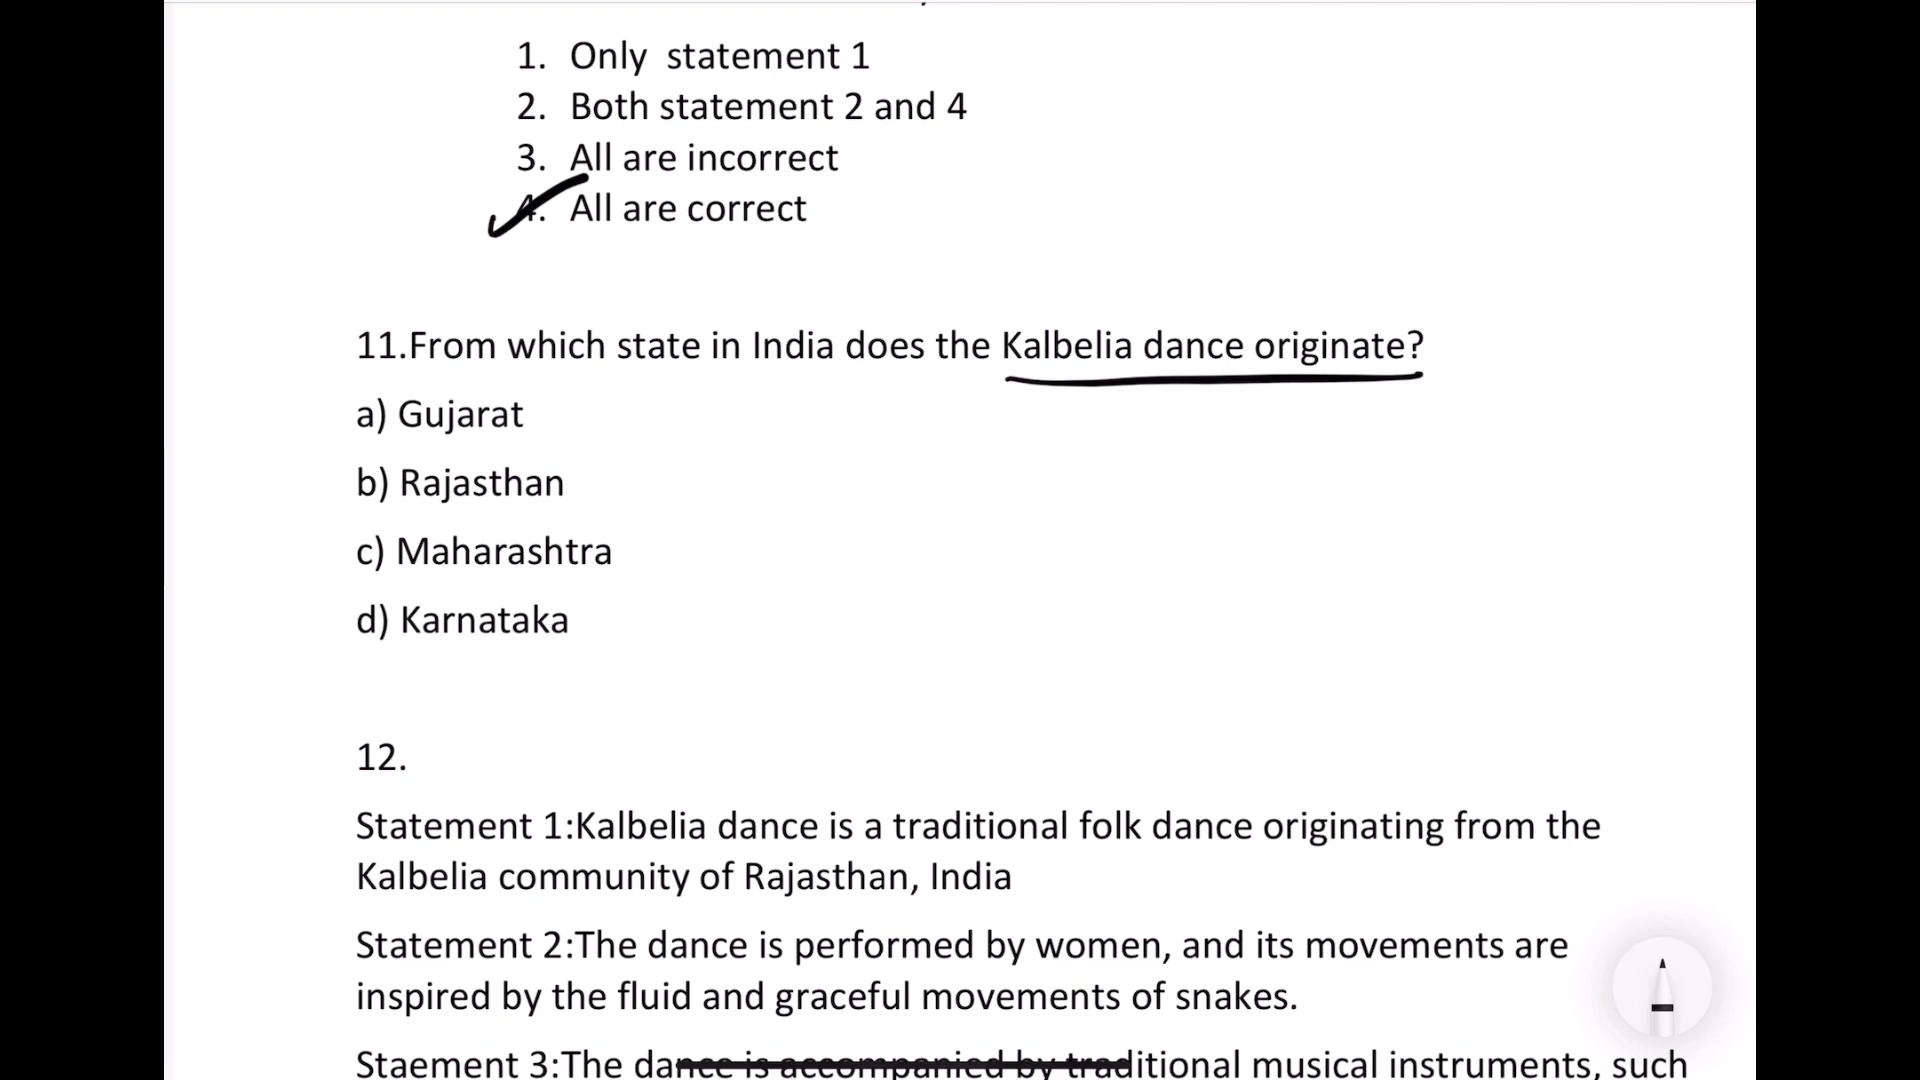 1. Only statement 1
2. Both statement 2 and 4
3. All are incorrect
4. All are correct
11.From which state in India does the Kalbelia dance originate?
a) Gujarat
b) Rajasthan
c) Maharashtra
d) Karnataka
12.
Statement 1:Kalbelia dance is a traditional folk dance originating from the
Kalbelia community of Rajasthan, India
Statement 2:The dance is performed by women, and its movements are
inspired by the fluid and graceful movements of snakes.
Staement 3:The dance is accompanied by traditional musical instruments, such